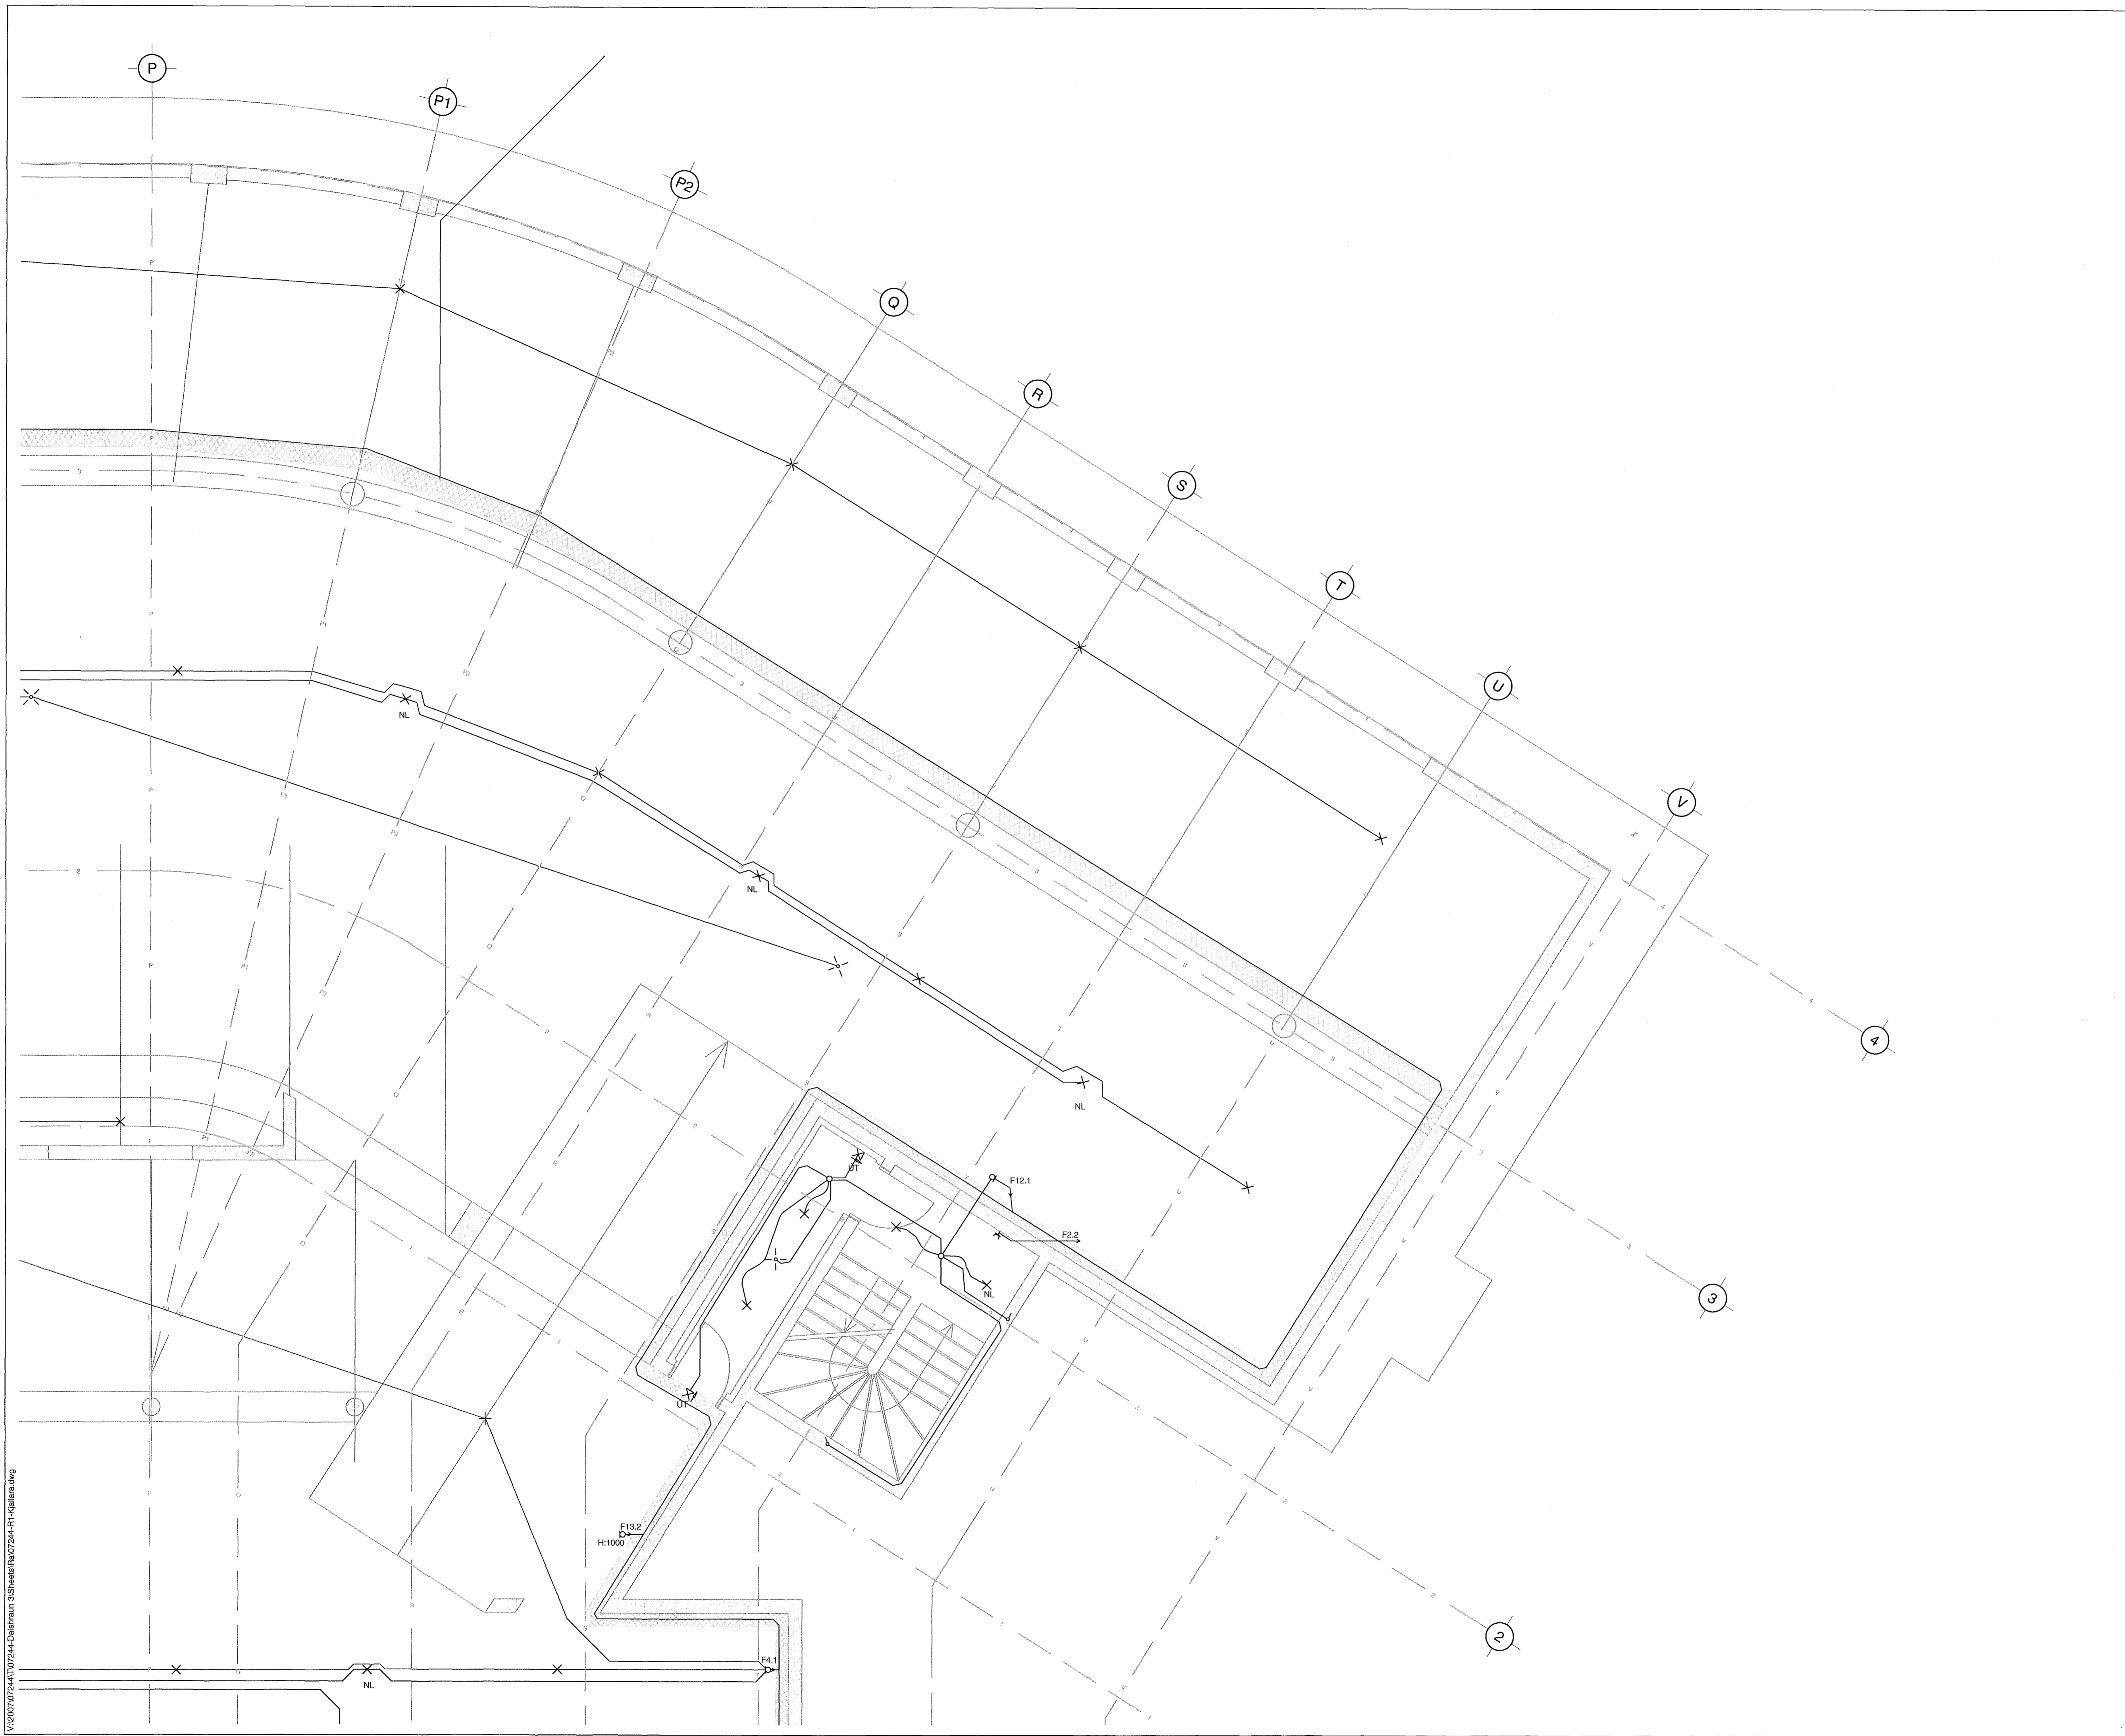 P
P1
P2
Q
R
S
T
U
V
4
3
2
NL
NL
NL
UT
F12.1
F2.2
NL
UT
F13.2
H:1000
F4.1
NL
V:\2007\07244\T\07244-Dalshraun 3\Sheets\Ra\07244-R1-Kjallara.dwg